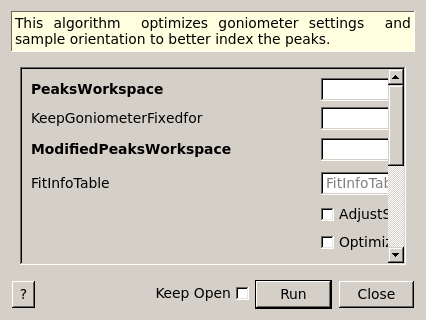 This algorithm optimizes goniometer settings and
sample orientation to better index the peaks.
PeaksWorkspace
KeepGoniometerFixedfor
ModifiedPeaksWorkspace
FitInfoTable FitInfoTab
AdjustS
Optimiz
? Keep Open Run Close